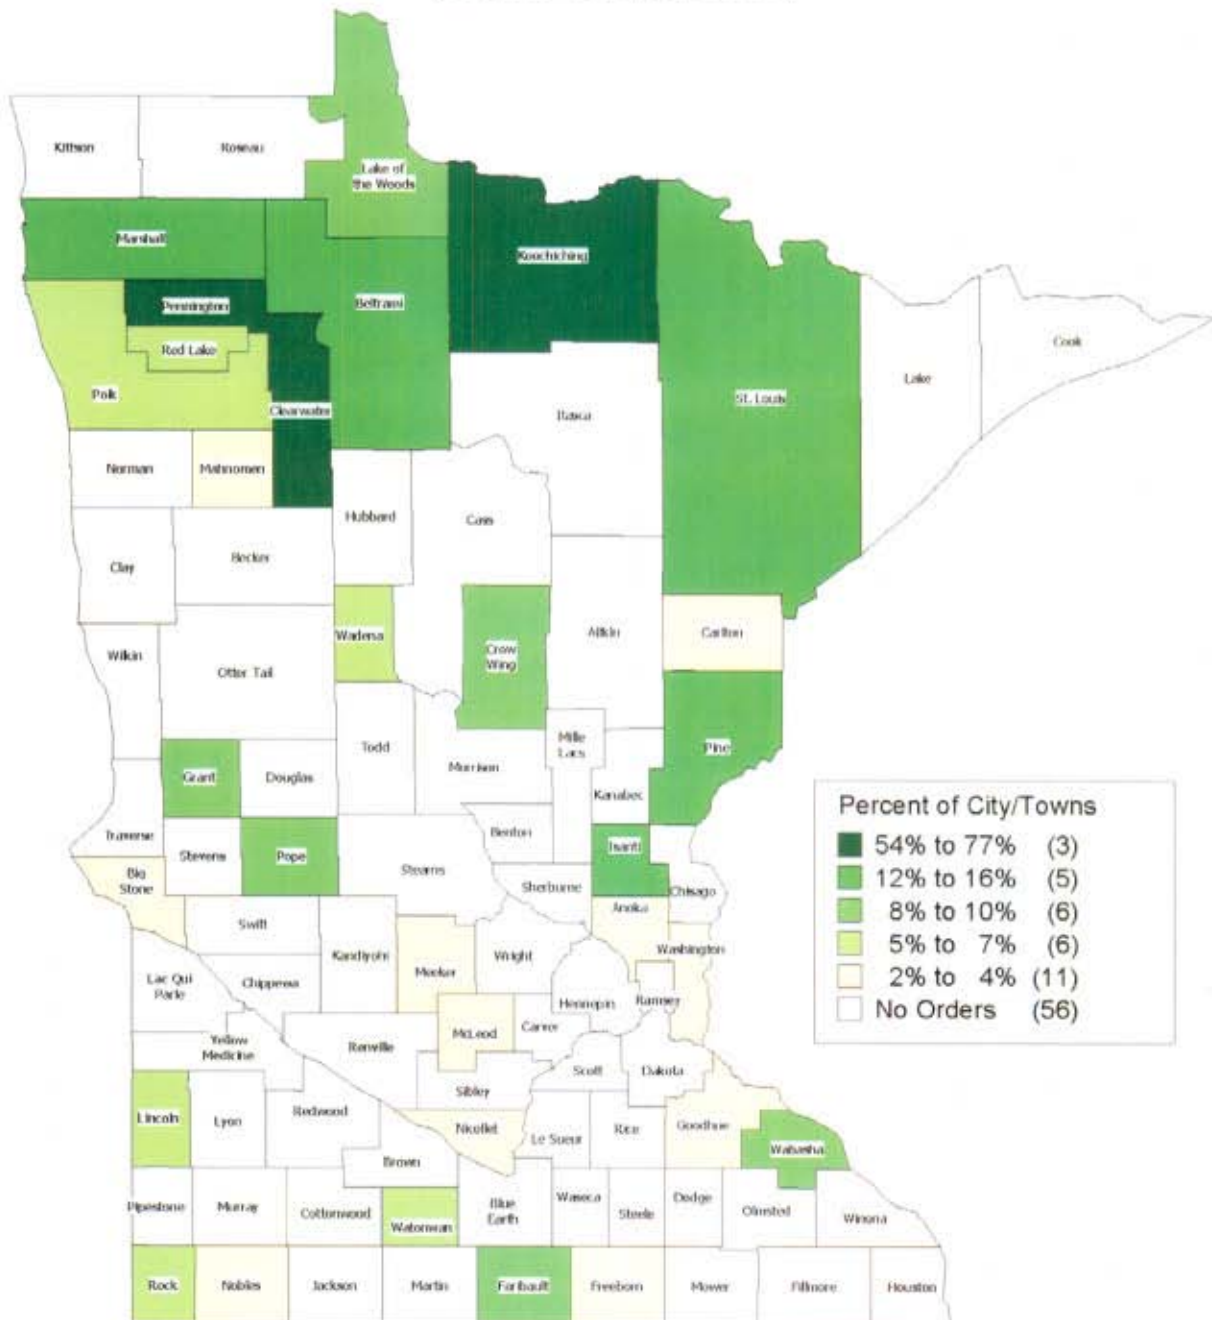 Kittson
Roseau
Lake of
the Woods
Marshall
Koochiching
Pennington
Beltrami
Red Lake
Polk
Clearwater
Itasca
St. Louis
Lake
Cook
Norman
Mahnomen
Hubbard
Cass
Clay
Becker
Wadena
Crow
Wing
Aitkin
Carlton
Wilkin
Otter Tail
Todd
Mille
Lacs
Pine
Grant
Douglas
Morrison
Kanabec
Traverse
Stevens
Pope
Benton
Isanti
Big
Stone
Stearns
Sherburne
Chisago
Anoka
Swift
Kandiyohi
Meeker
Wright
Washington
Lac Qui
Parle
Chippewa
Hennepin
Ramsey
McLeod
Carver
Yellow
Medicine
Renville
Scott
Dakota
Sibley
Lincoln
Lyon
Redwood
Nicollet
Le Sueur
Rice
Goodhue
Wabasha
Brown
Pipestone
Murray
Cottonwood
Watonwan
Blue
Earth
Waseca
Steele
Dodge
Olmsted
Winona
Rock
Nobles
Jackson
Martin
Faribault
Freeborn
Mower
Fillmore
Houston
Percent of City/Towns
54% to 77% (3)
12% to 16% (5)
8% to 10% (6)
5% to 7% (6)
2% to 4% (11)
No Orders (56)